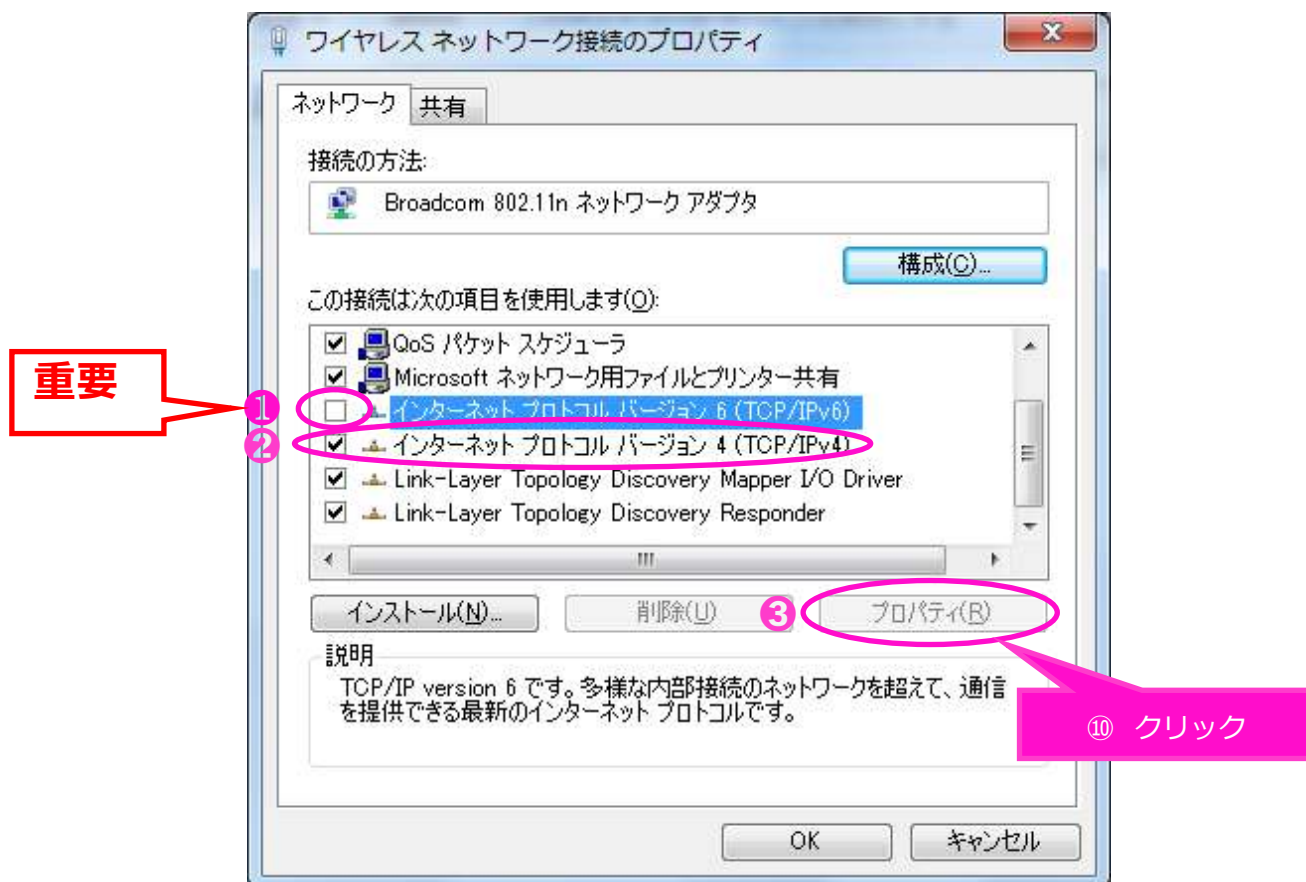 ワイヤレス ネットワーク接続のプロパティ
ネットワーク 共有
接続の方法:
Broadcom 802.11n ネットワーク アダプタ
構成(C)...
この接続は次の項目を使用します(O):
QoS パケット スケジューラ
Microsoft ネットワーク用ファイルとプリンター共有
重要
❶ インターネット プロトコル バージョン 6 (TCP/IPv6)
❷ インターネット プロトコル バージョン 4 (TCP/IPv4)
Link-Layer Topology Discovery Mapper I/O Driver
Link-Layer Topology Discovery Responder
インストール(N)... 削除(U) ❸ プロパティ(R)
説明
TCP/IP version 6 です。多様な内部接続のネットワークを超えて、通信
を提供できる最新のインターネット プロトコルです。
⑩ クリック
OK キャンセル